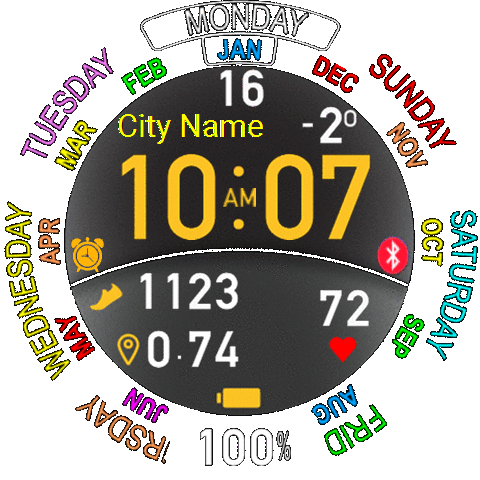 MONDAY
JAN
FEB
DEC
TUESDAY
SUNDAY
16
MAR
City Name
-2°
NOV
10:07
AM
WEDNESDAY
APR
OCT
SATURDAY
1123
72
MAY
SEP
0.74
JUN
AUG
RSDAY
FRID
100%